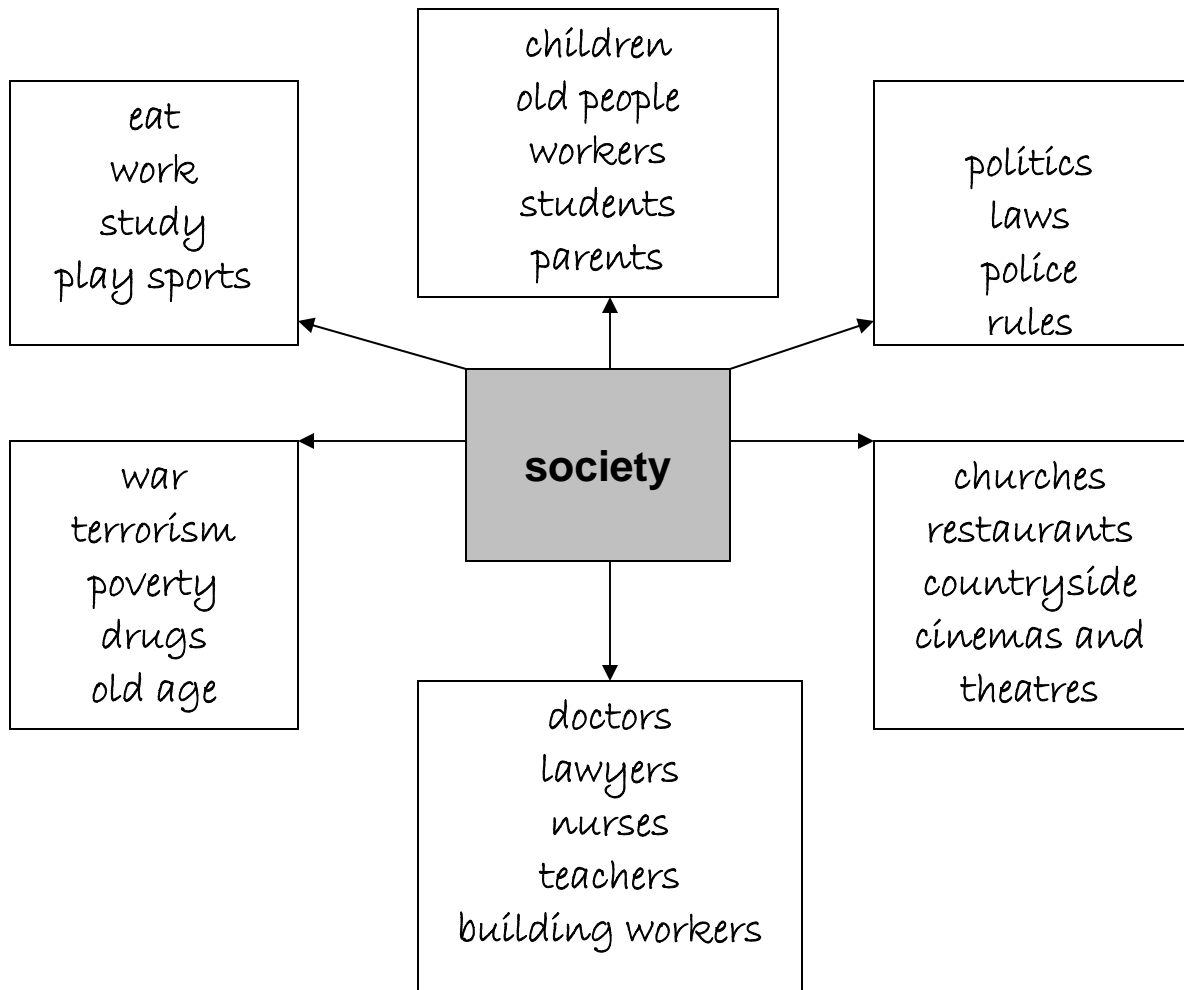 children
old people
workers
students
parents
eat
work
study
play sports
politics
laws
police
rules
society
war
terrorism
poverty
drugs
old age
churches
restaurants
countryside
cinemas and
theatres
doctors
lawyers
nurses
teachers
building workers